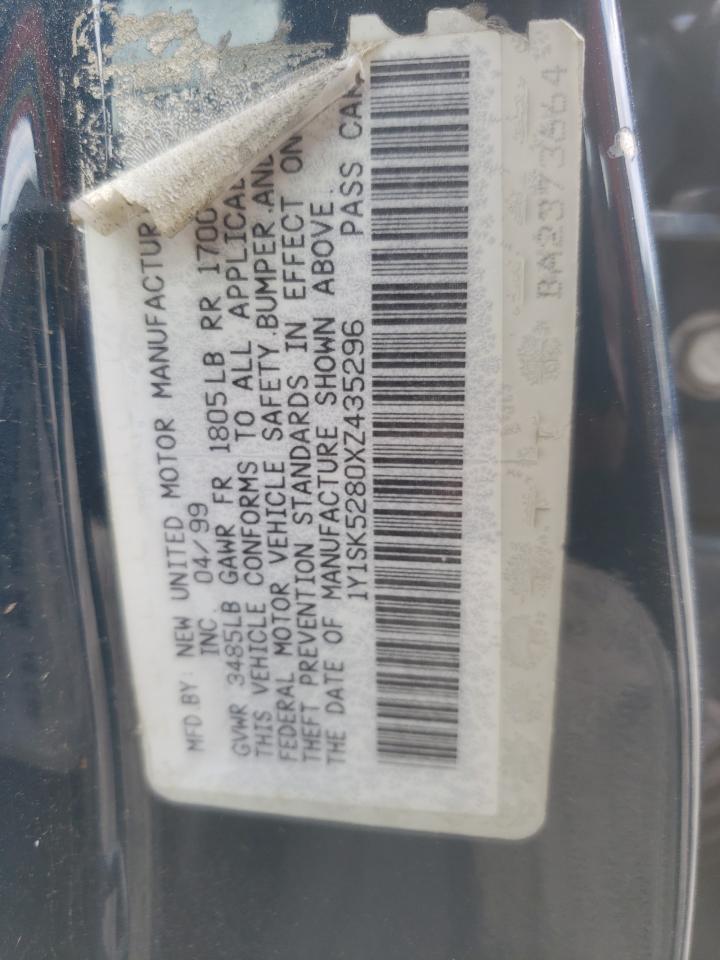 MFD.BY: NEW UNITED MOTOR MANUFACTUR
INC. 04/99
GVWR 3485LB GAWR FR 1805LB RR 1700
THIS VEHICLE CONFORMS TO ALL APPLICAB
FEDERAL MOTOR VEHICLE SAFETY,BUMPER,AND
THEFT PREVENTION STANDARDS IN EFFECT ON
THE DATE OF MANUFACTURE SHOWN ABOVE.
1Y1SK5280XZ435296 PASS CAR
BA2373864